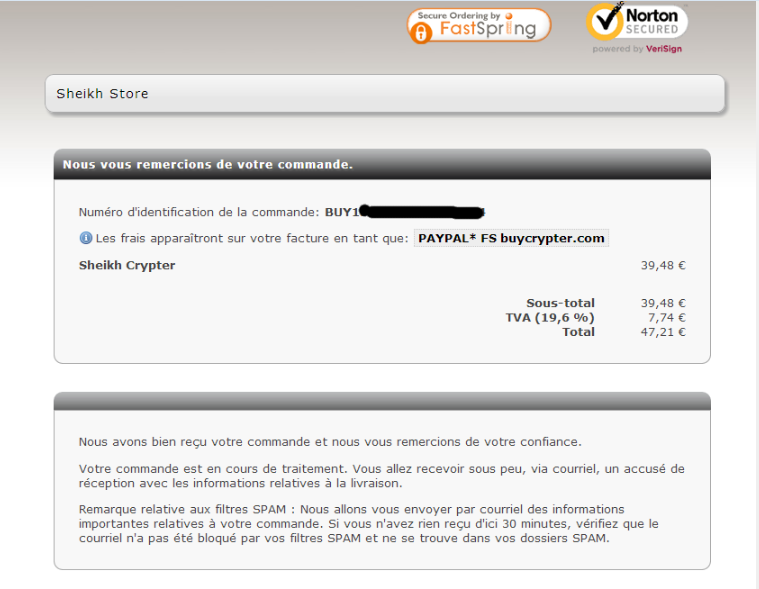 Secure Ordering by
FastSpring
Norton
SECURED
powered by VeriSign
Sheikh Store
Nous vous remercions de votre commande.
Numéro d'identification de la commande: BUY1
Les frais apparaîtront sur votre facture en tant que: PAYPAL* FS buycrypter.com
Sheikh Crypter 39,48 €
Sous-total 39,48 €
TVA (19,6 %) 7,74 €
Total 47,21 €
Nous avons bien reçu votre commande et nous vous remercions de votre confiance.
Votre commande est en cours de traitement. Vous allez recevoir sous peu, via courriel, un accusé de
réception avec les informations relatives à la livraison.
Remarque relative aux filtres SPAM : Nous allons vous envoyer par courriel des informations
importantes relatives à votre commande. Si vous n'avez rien reçu d'ici 30 minutes, vérifiez que le
courriel n'a pas été bloqué par vos filtres SPAM et ne se trouve dans vos dossiers SPAM.